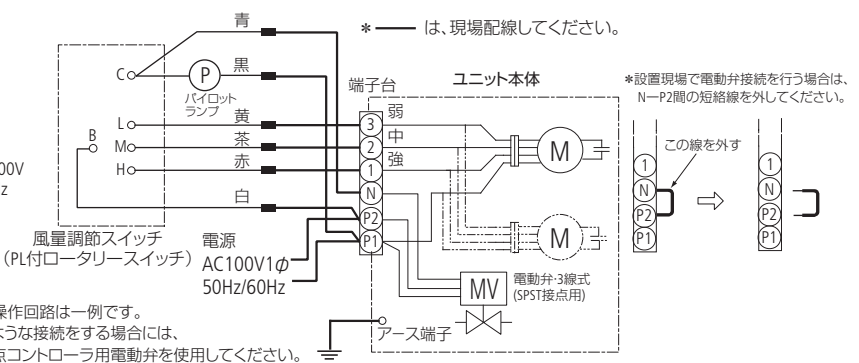 青
*━━ は、現場配線してください。
C
P
黒
パイロット
ランプ
端子台
ユニット本体
*設置現場で電動弁接続を行う場合は、
N―P2間の短絡線を外してください。
L
黄
3
弱
B
M
茶
2
中
M
この線を外す
H
赤
1
強
1
1
00V
z
白
N
N
N
P2
P2
P2
P1
P1
P1
M
風量調節スイッチ
(PL付ロータリースイッチ)
電源
AC100V1φ
50Hz/60Hz
MV
電動弁・3線式
(SPST接点用)
アース端子
操作回路は一例です。
ような接続をする場合には、
点コントローラ用電動弁を使用してください。